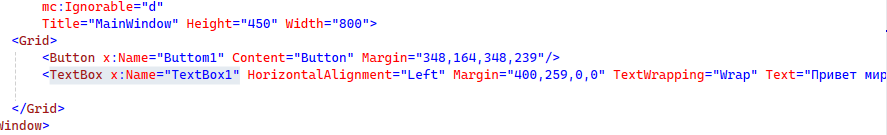 mc:Ignorable="d"
Title="MainWindow" Height="450" Width="800">
<Grid>
<Button x:Name="Buttom1" Content="Button" Margin="348,164,348,239"/>
<TextBox x:Name="TextBox1" HorizontalAlignment="Left" Margin="400,259,0,0" TextWrapping="Wrap" Text="Привет мир
</Grid>
Window>